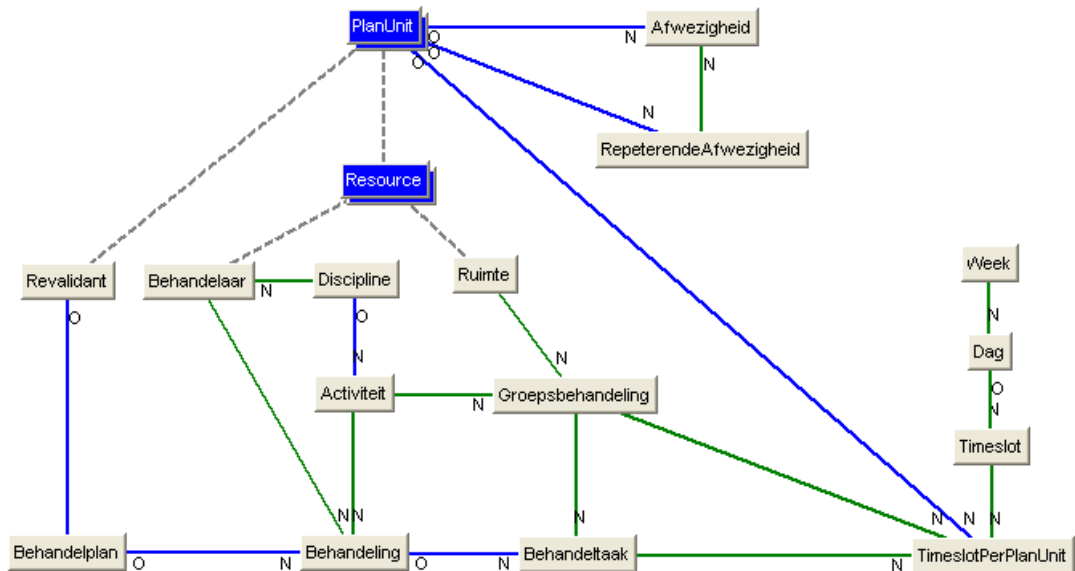 PlanUnit
O
N
Afwezigheid
O
O
N
N
RepeterendeAfwezigheid
Resource
Revalidant
Behandelaar
N
Discipline
Ruimte
Week
O
O
N
N
N
Dag
Activiteit
N
Groepsbehandeling
O
N
Timeslot
N
N
N
N
N
N
Behandelplan
O
N
Behandeling
O
N
Behandeltaak
N
TimeslotPerPlanUnit